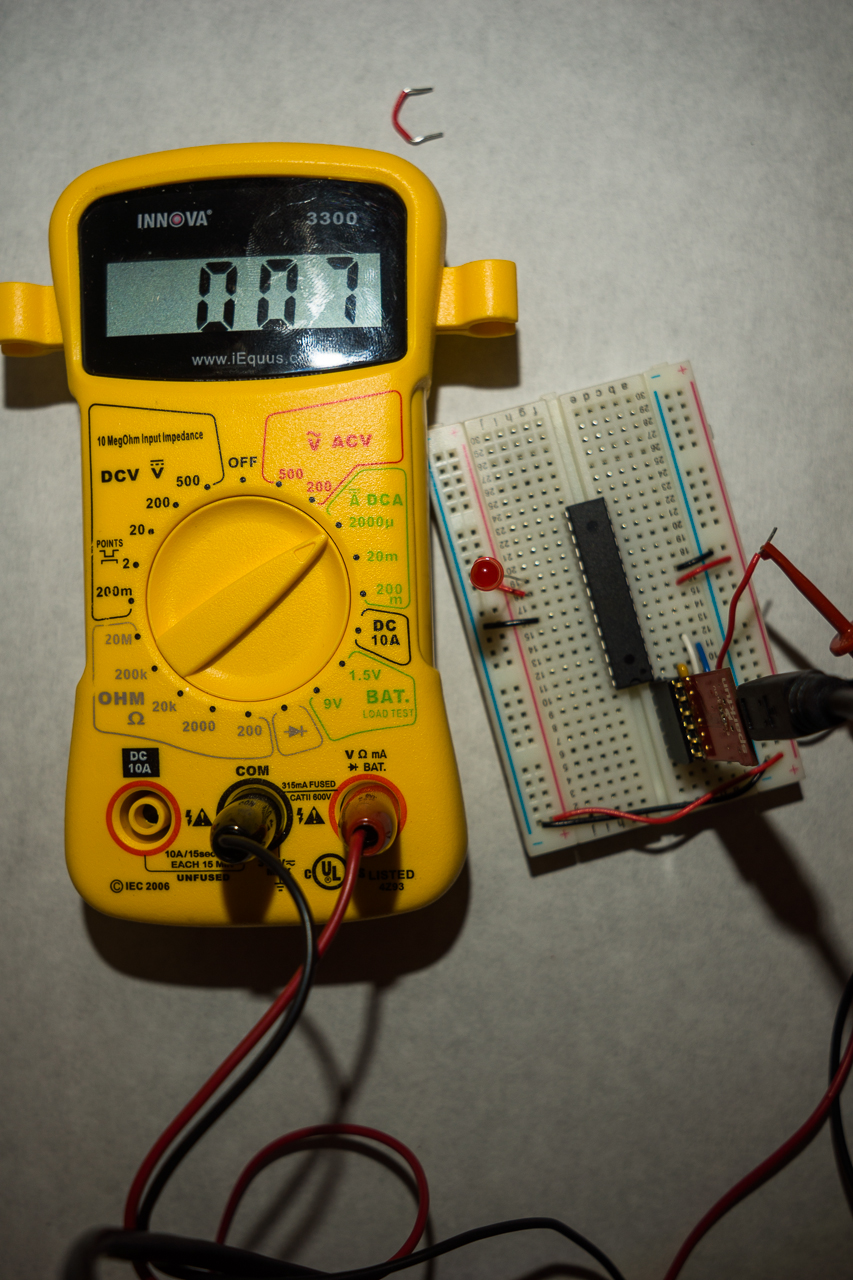 INNOVA® 3300
007
www.iEquus.c
10 MegOhm Input Impedance
DCV V
OFF
V ACV
500
200
20
POINTS
2
200m
500
200
A DCA
2000µ
20m
200
m
DC
10A
1.5V
9V
BAT.
LOAD TEST
20M
200k
OHM
Ω
20k
2000
200
DC
10A
COM
V Ω mA
BAT.
315mA FUSED
CATII 600V
10A/15sec
EACH 15 M
UNFUSED
© IEC 2006
C UL LISTED
4283